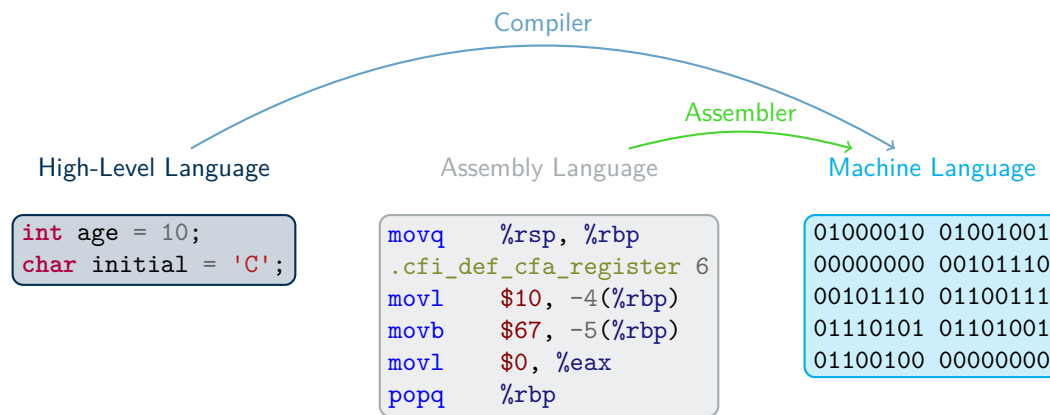 Compiler
Assembler
High-Level Language
Assembly Language
Machine Language
int age = 10;
char initial = 'C';
movq %rsp, %rbp
.cfi_def_cfa_register 6
movl $10, -4(%rbp)
movb $67, -5(%rbp)
movl $0, %eax
popq %rbp
01000010 01001001
00000000 00101110
00101110 01100111
01110101 01101001
01100100 00000000